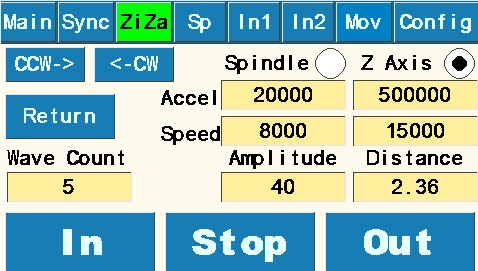 Main Sync ZiZa Sp In1 In2 Mov Config
CCW-> <-CW Spindle Z Axis
Accel 20000 500000
Return
Speed 8000 15000
Wave Count Amplitude Distance
5 40 2.36
In Stop Out